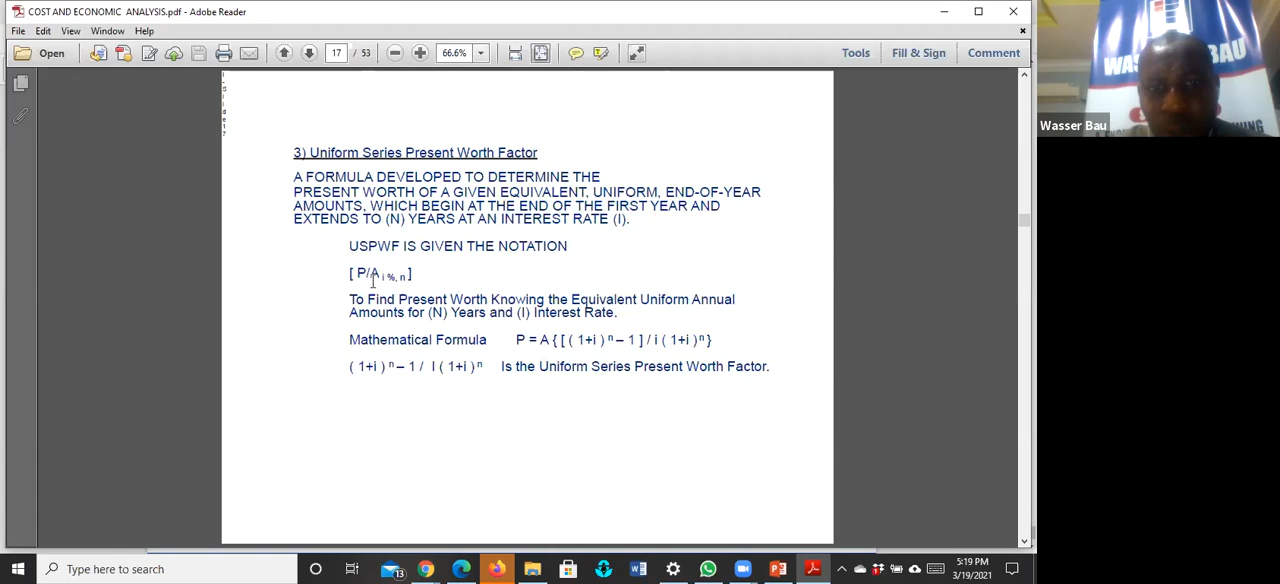 COST AND ECONOMIC ANALYSIS.pdf - Adobe Reader
File Edit View Window Help
Open 17 / 53 66.6% Tools Fill & Sign Comment
3) Uniform Series Present Worth Factor
A FORMULA DEVELOPED TO DETERMINE THE
PRESENT WORTH OF A GIVEN EQUIVALENT, UNIFORM, END-OF-YEAR
AMOUNTS, WHICH BEGIN AT THE END OF THE FIRST YEAR AND
EXTENDS TO (N) YEARS AT AN INTEREST RATE (I).
USPWF IS GIVEN THE NOTATION
[ P/A i %, n ]
To Find Present Worth Knowing the Equivalent Uniform Annual
Amounts for (N) Years and (I) Interest Rate.
Mathematical Formula P = A { [ ( 1+i ) ⁿ – 1 ] / i ( 1+i ) ⁿ }
( 1+i ) ⁿ – 1 / I ( 1+i ) ⁿ Is the Uniform Series Present Worth Factor.
WAS BAU
Wasser Bau
Type here to search
13
5:19 PM
3/19/2021